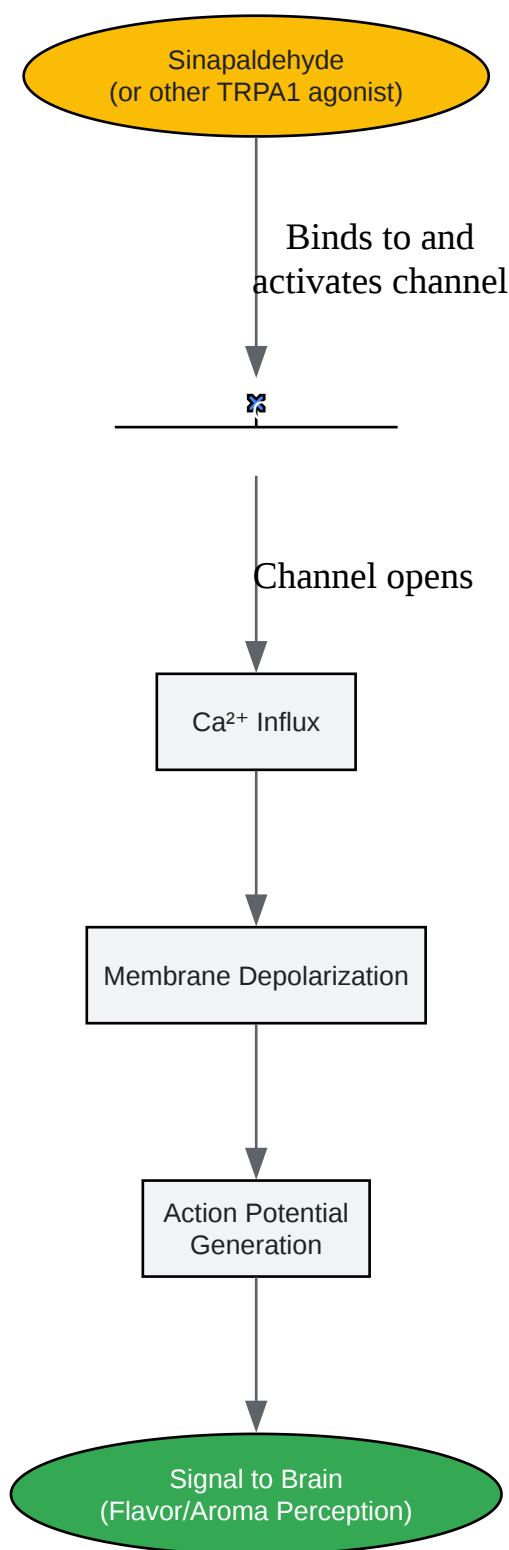 Sinapaldehyde
(or other TRPA1 agonist)
Binds to and
activates channel
Channel opens
Ca²⁺ Influx
Membrane Depolarization
Action Potential
Generation
Signal to Brain
(Flavor/Aroma Perception)